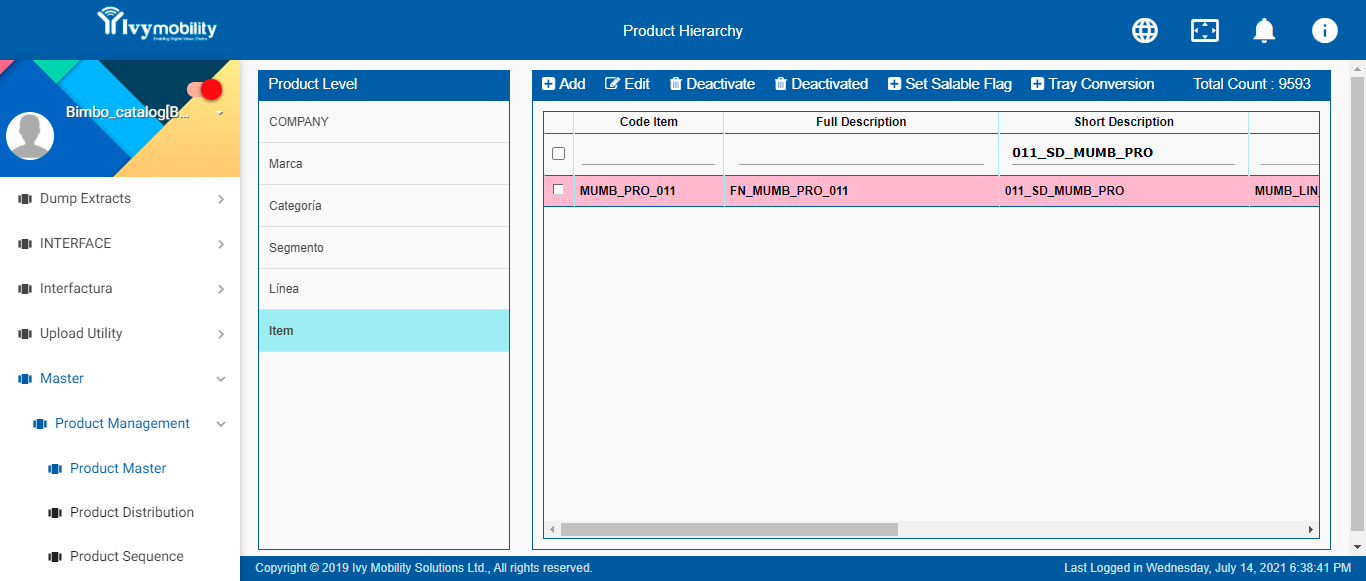 Ivymobility
Enabling Digital Value Chains
Product Hierarchy
Bimbo_catalog[B...
Dump Extracts
INTERFACE
Interfactura
Upload Utility
Master
Product Management
Product Master
Product Distribution
Product Sequence
Product Level
COMPANY
Marca
Categoría
Segmento
Línea
Item
Add Edit Deactivate Deactivated Set Salable Flag Tray Conversion Total Count : 9593
Code Item Full Description Short Description
011_SD_MUMB_PRO
MUMB_PRO_011 FN_MUMB_PRO_011 011_SD_MUMB_PRO MUMB_LIN_
Copyright © 2019 Ivy Mobility Solutions Ltd., All rights reserved. Last Logged in Wednesday, July 14, 2021 6:38:41 PM